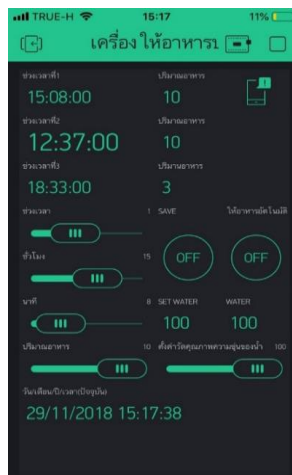 TRUE-H 15:17 11%
เครื่องให้อาหารป
ช่วงเวลาที่1 ปริมาณอาหาร
15:08:00 10
1
ช่วงเวลาที่2 ปริมาณอาหาร
12:37:00 10
ช่วงเวลาที่3 ปริมานอาหาร
18:33:00 3
ช่วงเวลา 1 SAVE ให้อาหารอัตโนมัติ
ชั่วโมง 15 OFF OFF
นาที 8 SET WATER WATER
100 100
ปริมาณอาหาร 10 ตั้งค่าวัดคุณภาพความขุ่นของน้ำ 100
วัน/เดือน/ปี/เวลา(ปัจจุบัน)
29/11/2018 15:17:38